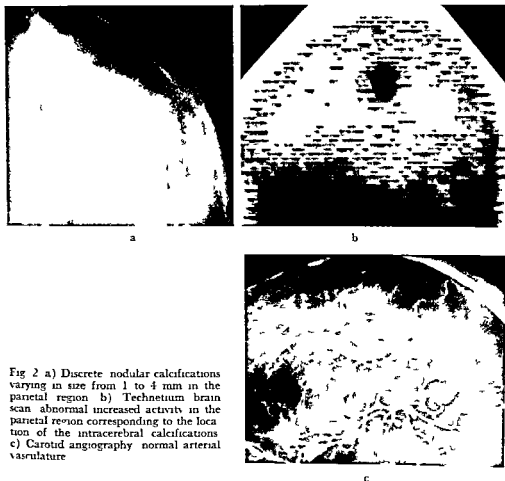 a
b
Fig 2 a) Discrete nodular calcifications
varying in size from 1 to 4 mm in the
parietal region b) Technetium brain
scan abnormal increased activity in the
parietal region corresponding to the loca
tion of the intracerebral calcifications
c) Carotid angiography normal arterial
vasculature
c